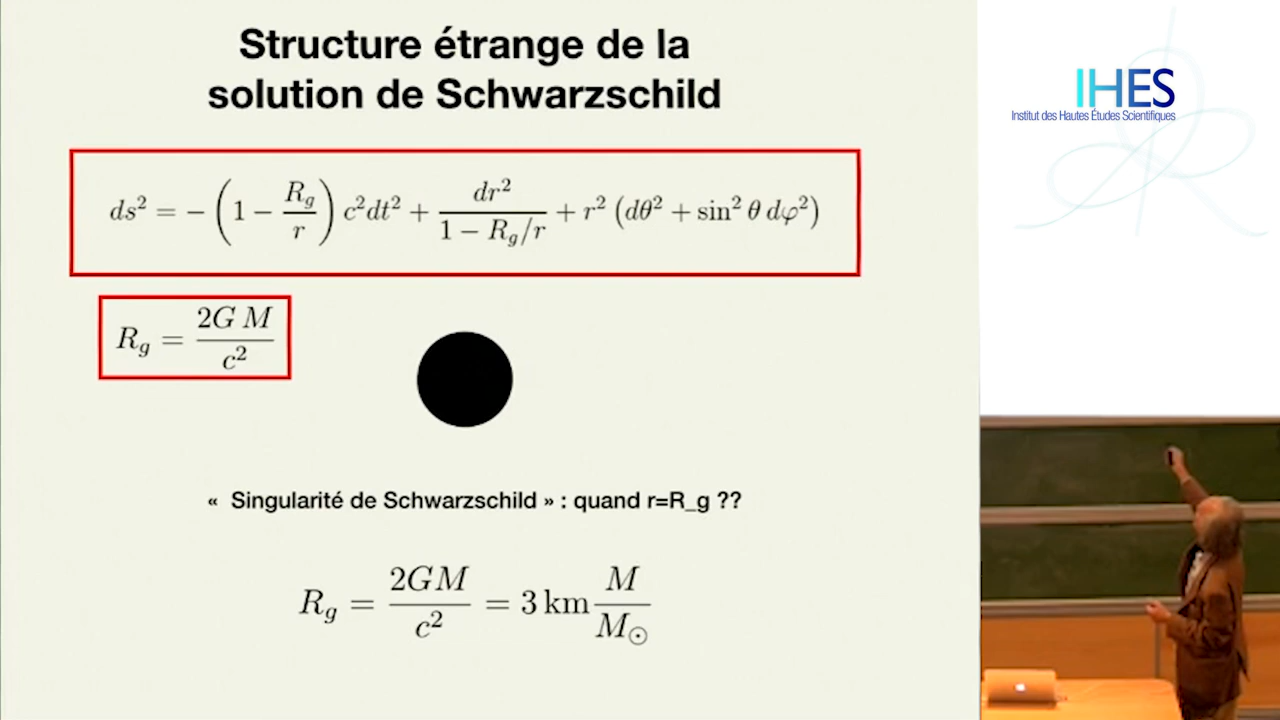 Structure étrange de la
solution de Schwarzschild
ds² = − (1 − R_g/r) c²dt² + dr²/(1 − R_g/r) + r² (dθ² + sin² θ dφ²)
R_g = 2G M/c²
« Singularité de Schwarzschild » : quand r=R_g ??
R_g = 2GM/c² = 3 km M/M_☉
IHES
Institut des Hautes Études Scientifiques